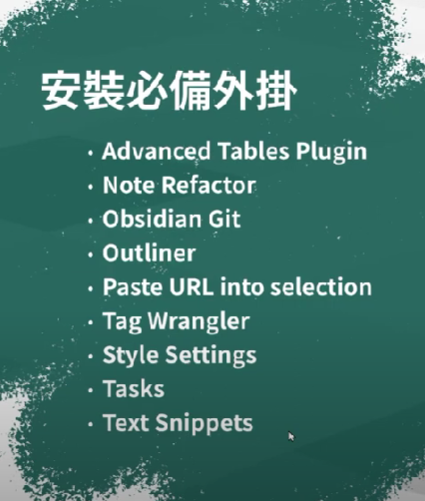 安裝必備外掛
• Advanced Tables Plugin
• Note Refactor
• Obsidian Git
• Outliner
• Paste URL into selection
• Tag Wrangler
• Style Settings
• Tasks
• Text Snippets